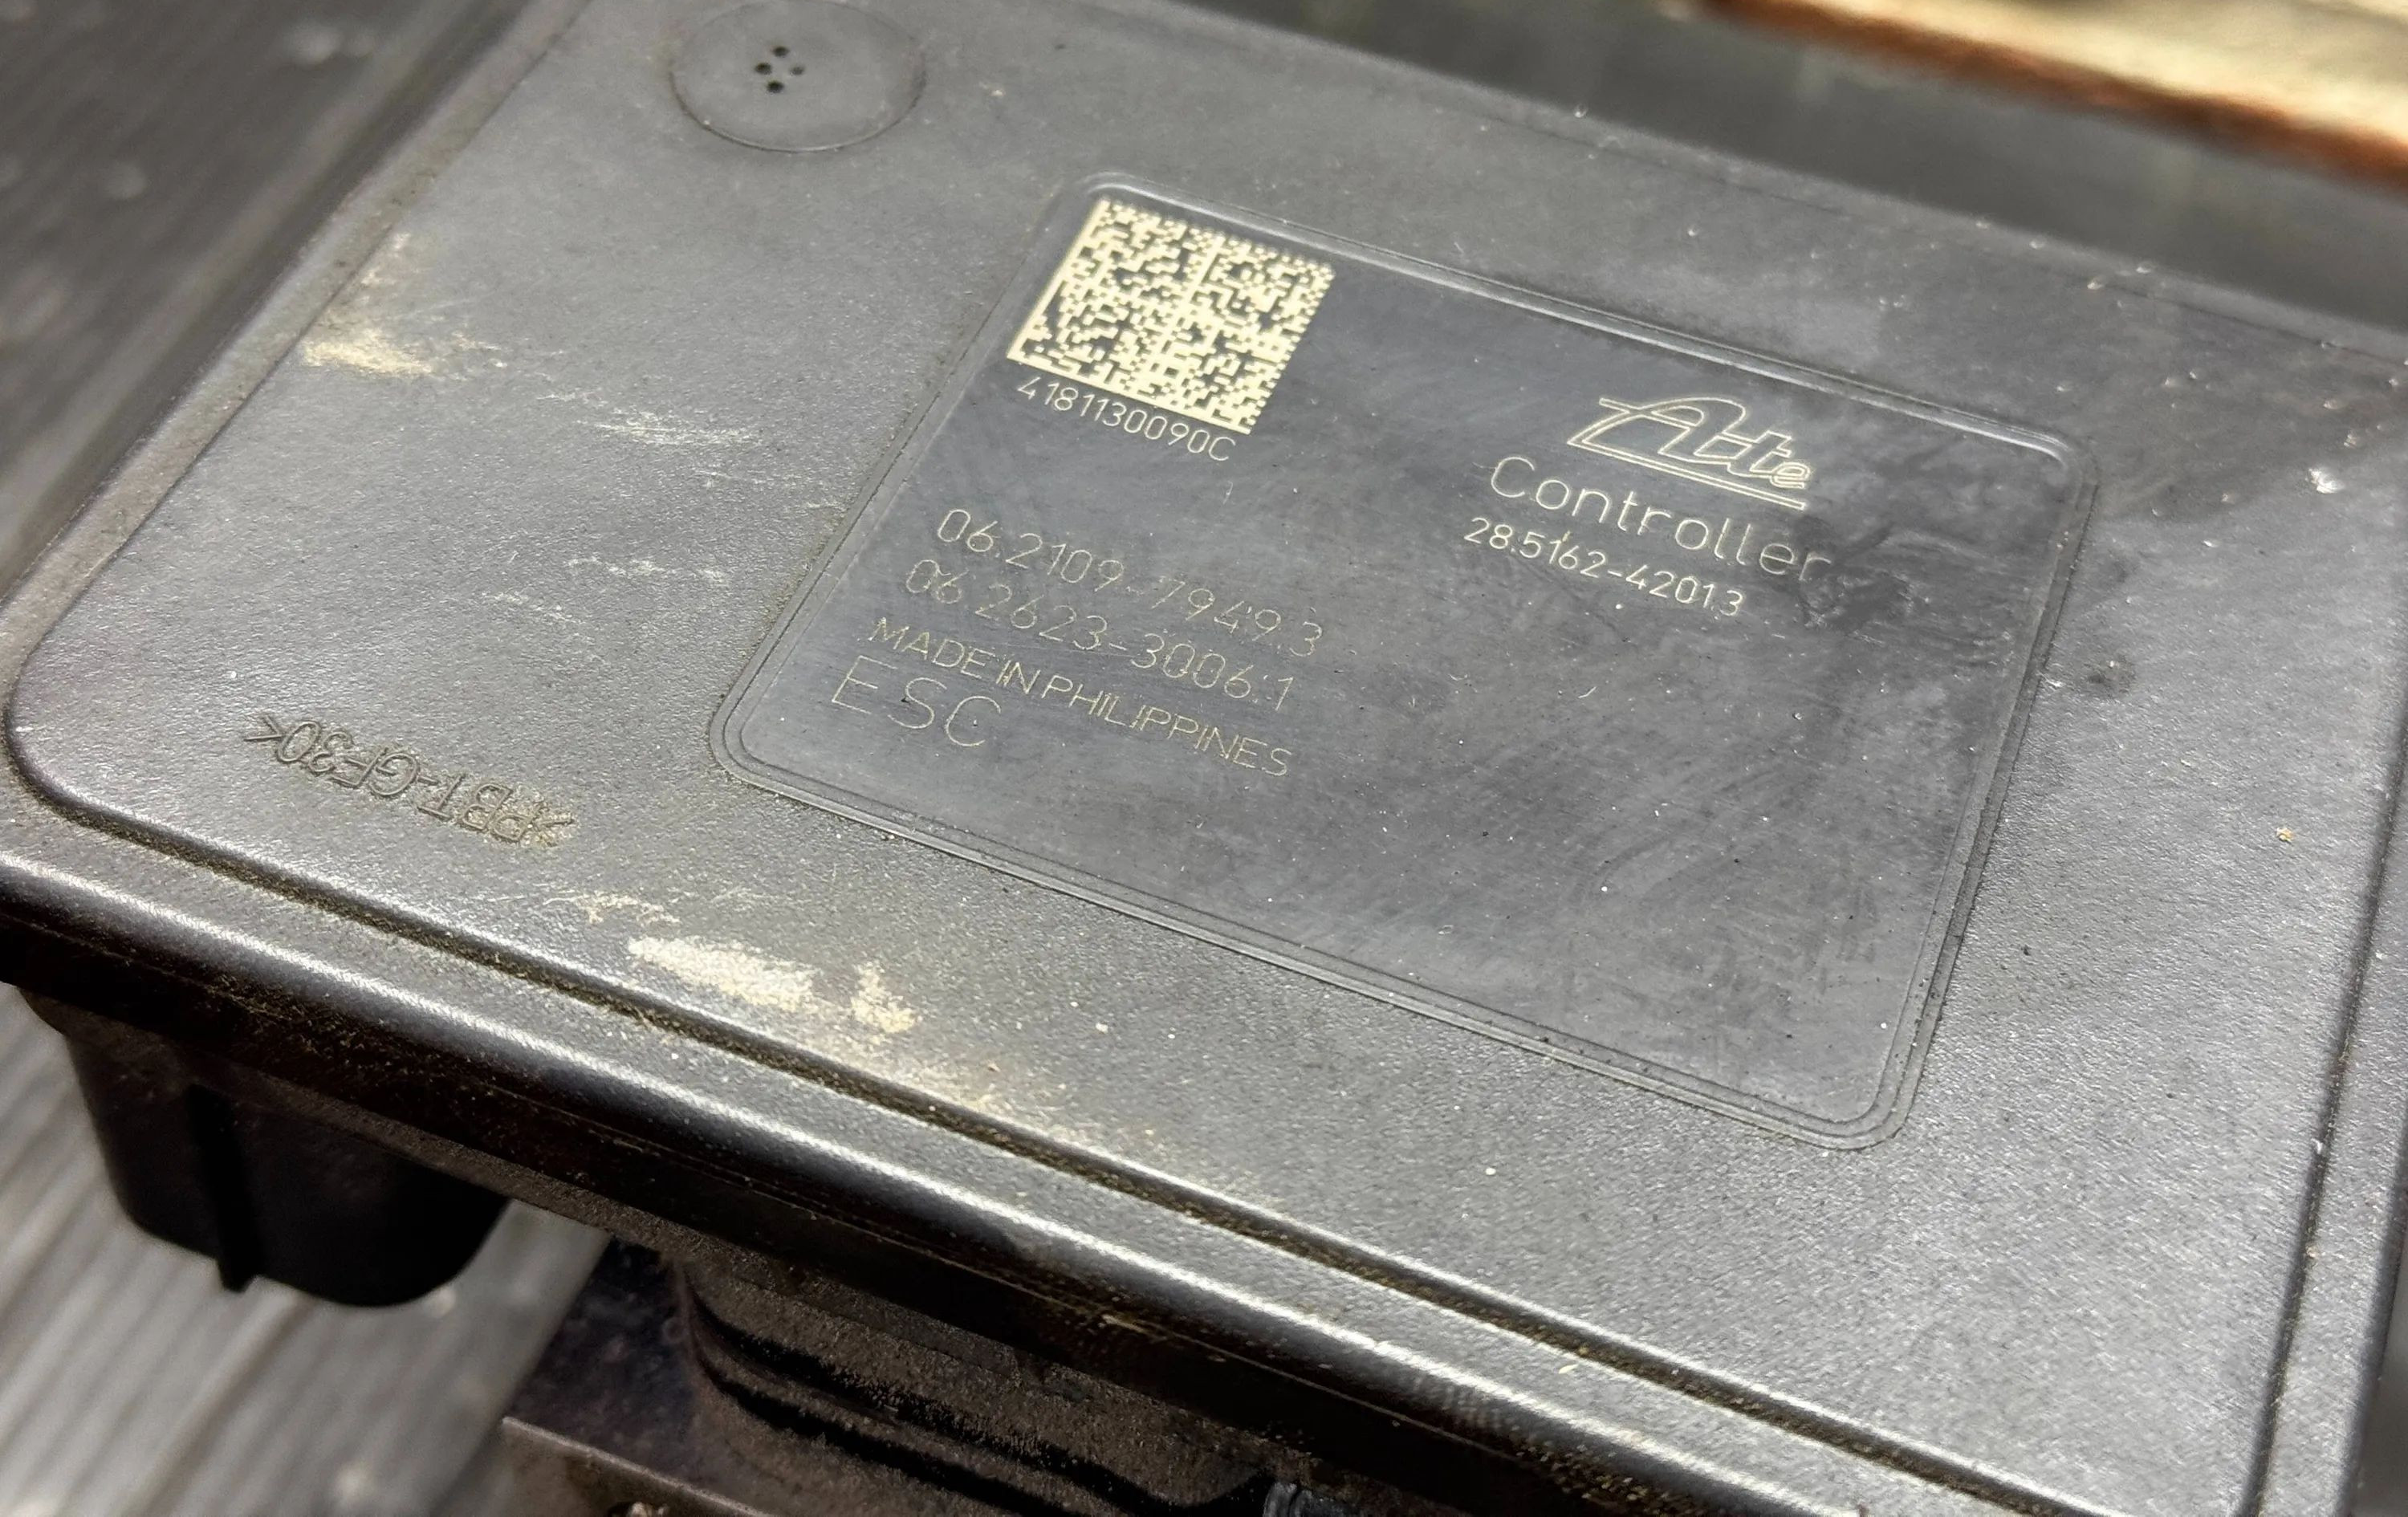 4181130090C
Ate
Controller
28.5162-4201.3
06.2109-7949.3
06.2623-3006.1
MADE IN PHILIPPINES
ESC
>PBT-GF30<